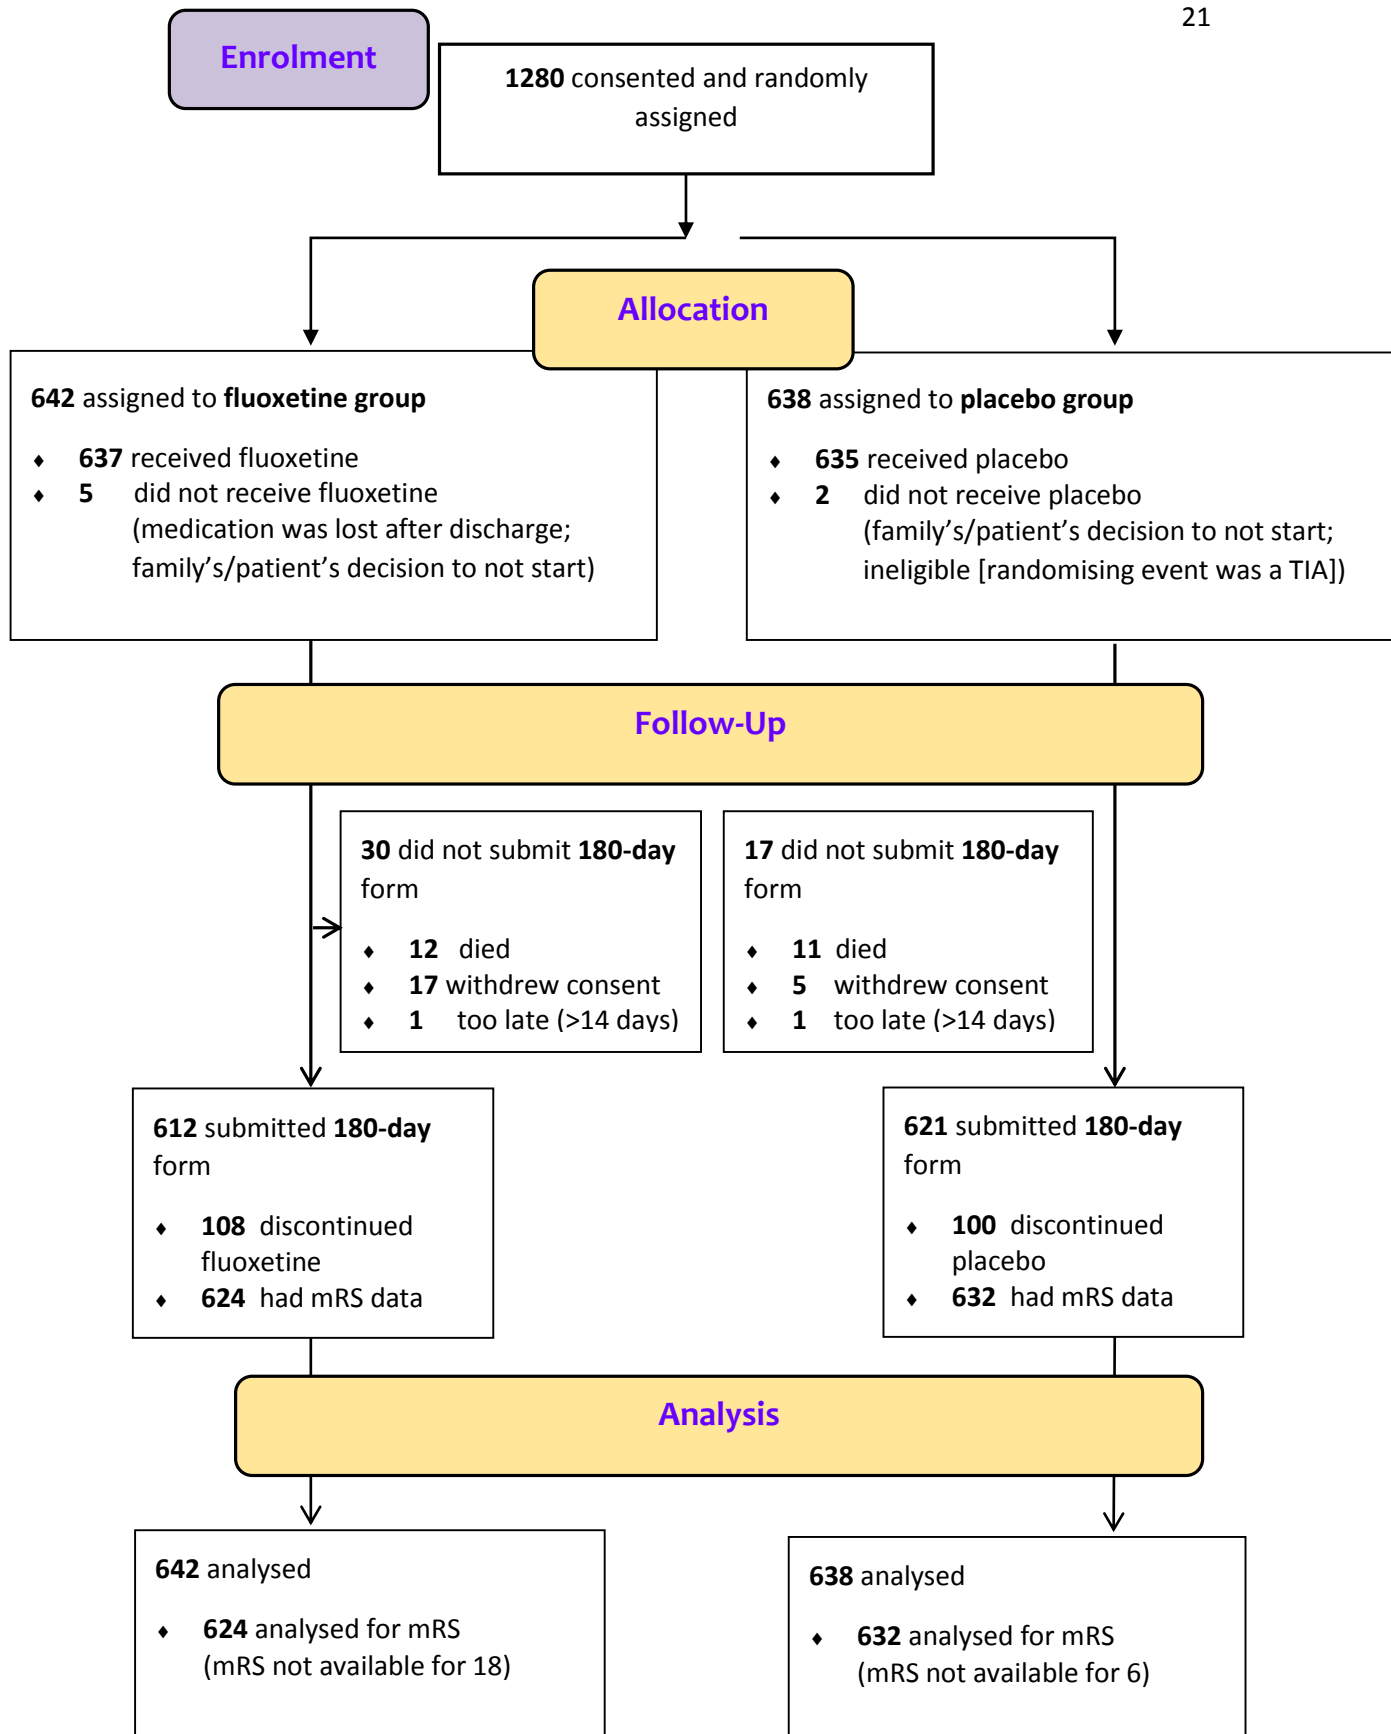 21
Enrolment
1280 consented and randomly
assigned
Allocation
642 assigned to fluoxetine group
♦ 637 received fluoxetine
♦ 5 did not receive fluoxetine
(medication was lost after discharge;
family’s/patient’s decision to not start)
638 assigned to placebo group
♦ 635 received placebo
♦ 2 did not receive placebo
(family’s/patient’s decision to not start;
ineligible [randomising event was a TIA])
Follow-Up
30 did not submit 180-day
form
♦ 12 died
♦ 17 withdrew consent
♦ 1 too late (>14 days)
17 did not submit 180-day
form
♦ 11 died
♦ 5 withdrew consent
♦ 1 too late (>14 days)
612 submitted 180-day
form
♦ 108 discontinued
fluoxetine
♦ 624 had mRS data
621 submitted 180-day
form
♦ 100 discontinued
placebo
♦ 632 had mRS data
Analysis
642 analysed
♦ 624 analysed for mRS
(mRS not available for 18)
638 analysed
♦ 632 analysed for mRS
(mRS not available for 6)